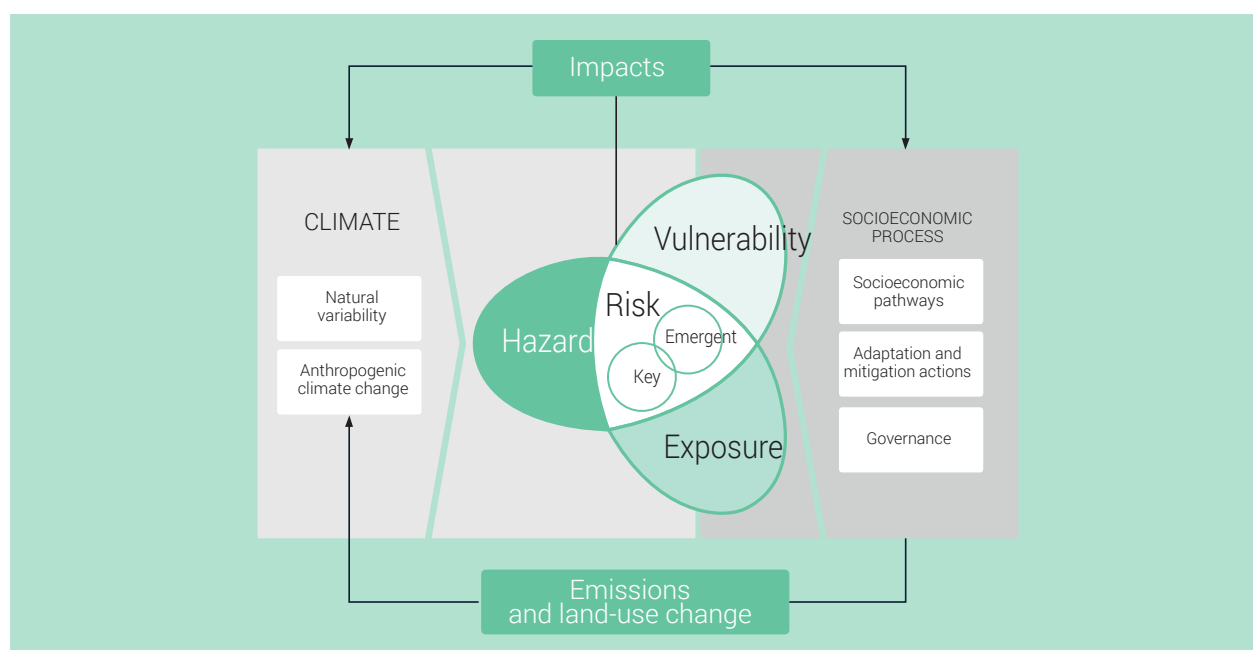 Impacts
CLIMATE
Natural
variability
Anthropogenic
climate change
Hazard
Risk
Emergent
Key
Vulnerability
Exposure
SOCIOECONOMIC
PROCESS
Socioeconomic
pathways
Adaptation and
mitigation actions
Governance
Emissions
and land-use change